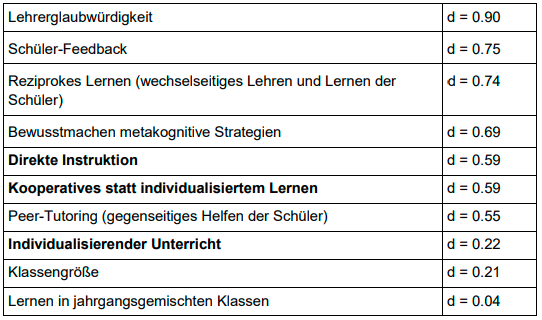 Lehrerglaubwürdigkeit d = 0.90
Schüler-Feedback d = 0.75
Reziprokes Lernen (wechselseitiges Lehren und Lernen der d = 0.74
Schüler)
Bewusstmachen metakognitive Strategien d = 0.69
Direkte Instruktion d = 0.59
Kooperatives statt individualisiertem Lernen d = 0.59
Peer-Tutoring (gegenseitiges Helfen der Schüler) d = 0.55
Individualisierender Unterricht d = 0.22
Klassengröße d = 0.21
Lernen in jahrgangsgemischten Klassen d = 0.04